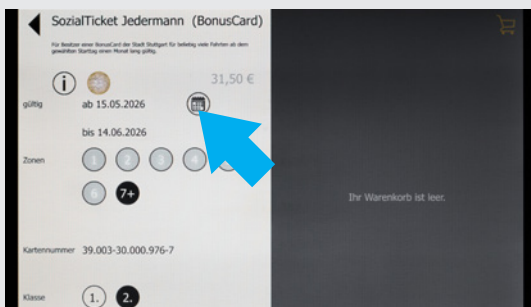 SozialTicket Jedermann (BonusCard)
Für Besitzer einer BonusCard der Stadt Stuttgart für beliebig viele Fahrten ab dem
gewählten Starttag einen Monat lang gültig.
i
31,50 €
gültig ab 15.05.2026
bis 14.06.2026
Zonen 1 2 3 4
6 7+
Ihr Warenkorb ist leer.
Kartennummer 39.003-30.000.976-7
Klasse 1. 2.